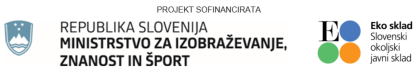 PROJEKT SOFINANCIRATA
REPUBLIKA SLOVENIJA
MINISTRSTVO ZA IZOBRAŽEVANJE,
ZNANOST IN ŠPORT
Eko sklad
Slovenski
okoljski
javni sklad